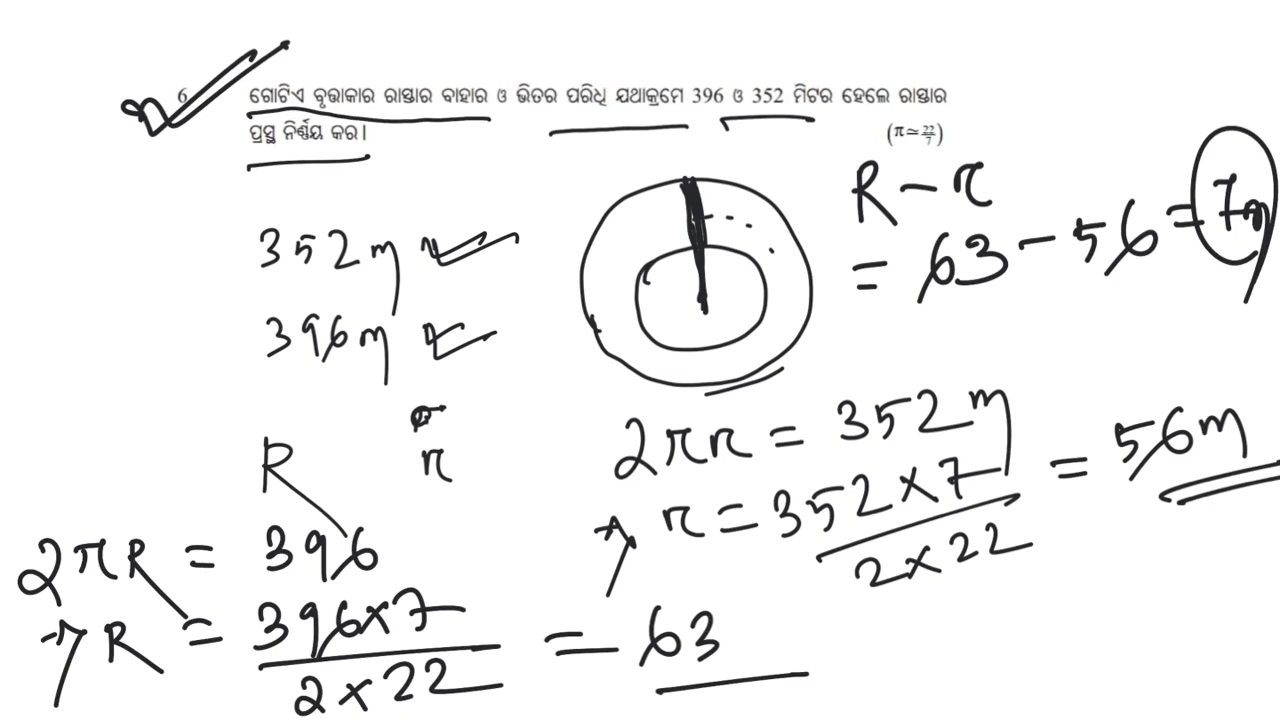 6 ଗୋଟିଏ ବୃତ୍ତାକାର ରାସ୍ତାର ବାହାର ଓ ଭିତର ପରିଧି ଯଥାକ୍ରମେ 396 ଓ 352 ମିଟର ହେଲେ ରାସ୍ତାର
ପ୍ରସ୍ଥ ନିର୍ଣ୍ଣୟ କର। (π≃22/7)
R - r
= 63 - 56 = 7m
352m
396m
R r
2πr = 352m
⇒ r = 352×7/2×22 = 56m
2πR = 396
⇒ R = 396×7/2×22 = 63